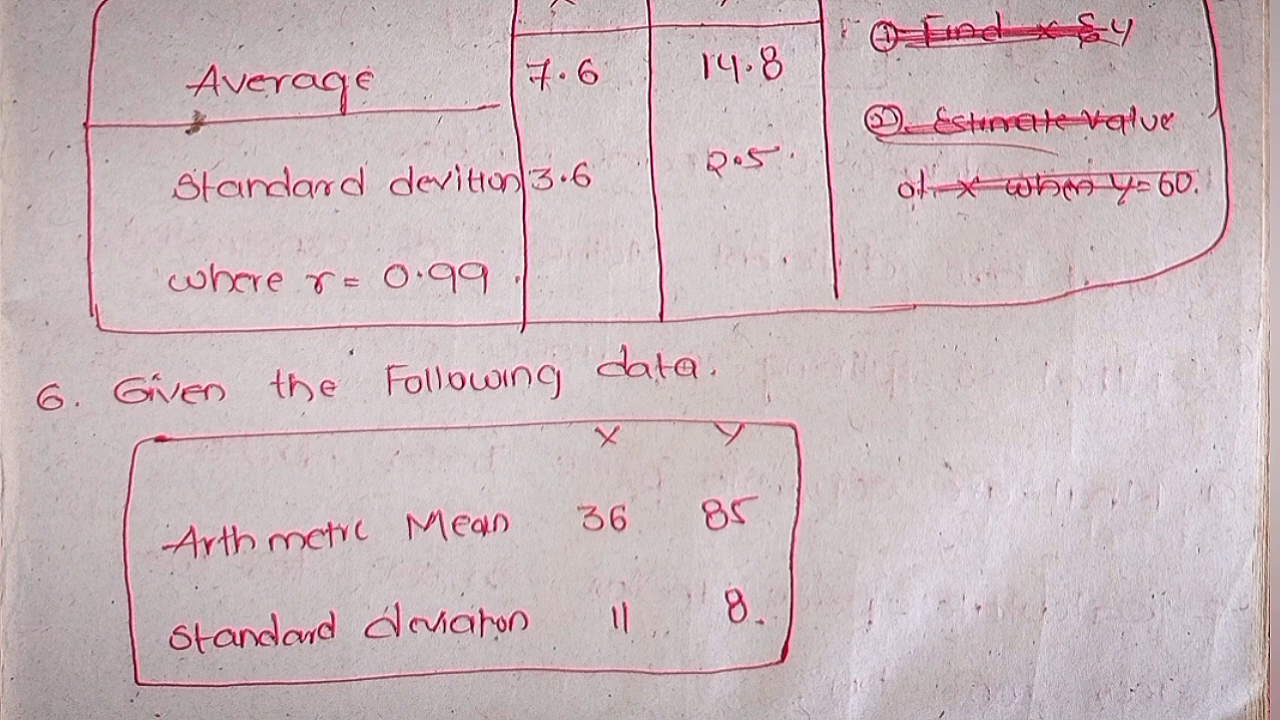 ① Find x & y
Average 7.6 14.8
②. Estimate value
Standard devition 3.6 2.5.
of x when y=60.
where r = 0.99.
6. Given the Following data.
x y
Arthmetric Mean 36 85
Standard deviation 11 8.